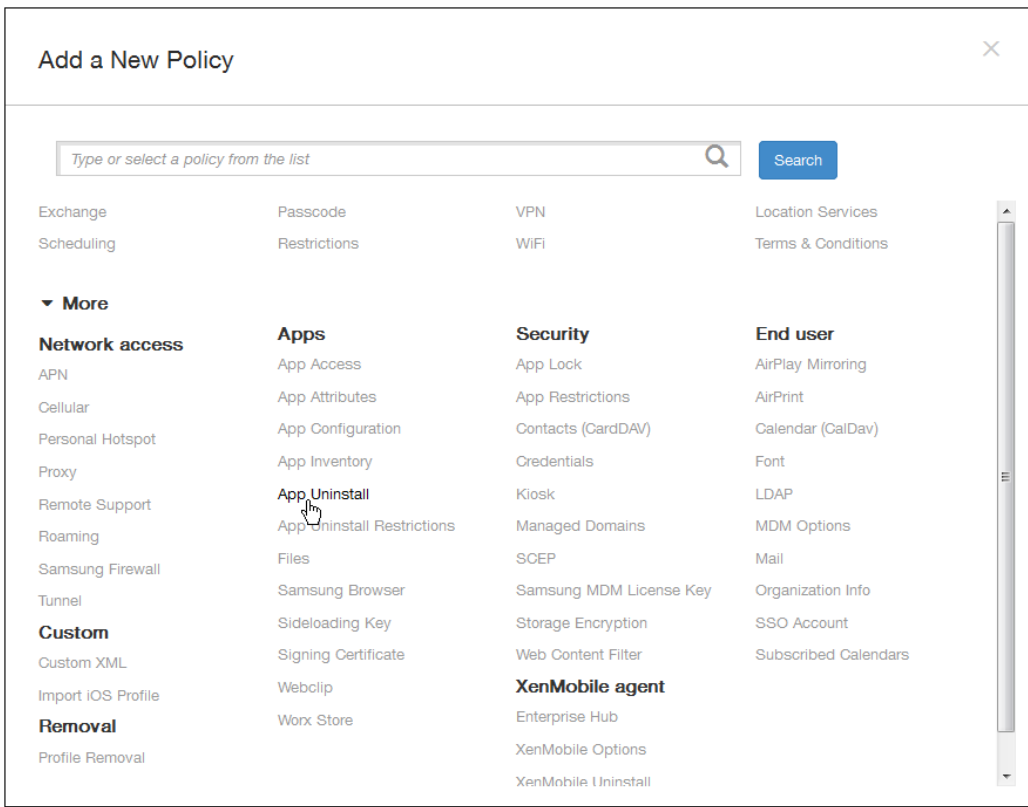 Add a New Policy
Type or select a policy from the list
Search
Exchange
Passcode
VPN
Location Services
Scheduling
Restrictions
WiFi
Terms & Conditions
More
Network access
APN
Cellular
Personal Hotspot
Proxy
Remote Support
Roaming
Samsung Firewall
Tunnel
Custom
Custom XML
Import iOS Profile
Removal
Profile Removal
Apps
App Access
App Attributes
App Configuration
App Inventory
App Uninstall
App Uninstall Restrictions
Files
Samsung Browser
Sideloading Key
Signing Certificate
Webclip
Worx Store
Security
App Lock
App Restrictions
Contacts (CardDAV)
Credentials
Kiosk
Managed Domains
SCEP
Samsung MDM License Key
Storage Encryption
Web Content Filter
XenMobile agent
Enterprise Hub
XenMobile Options
XenMobile Uninstall
End user
AirPlay Mirroring
AirPrint
Calendar (CalDav)
Font
LDAP
MDM Options
Mail
Organization Info
SSO Account
Subscribed Calendars